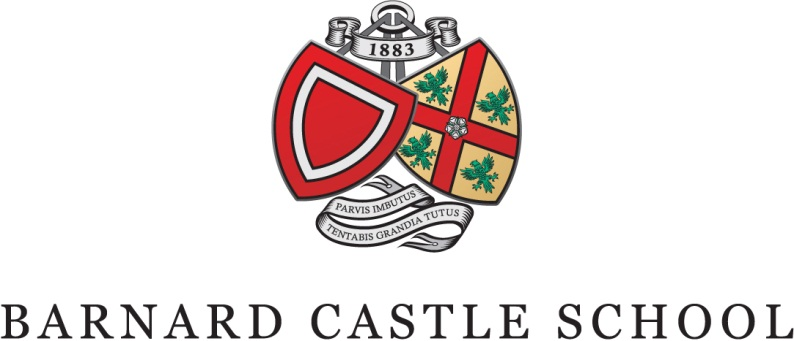 1883
PARVIS IMBUTUS
TENTABIS GRANDIA TUTUS
BARNARD CASTLE SCHOOL